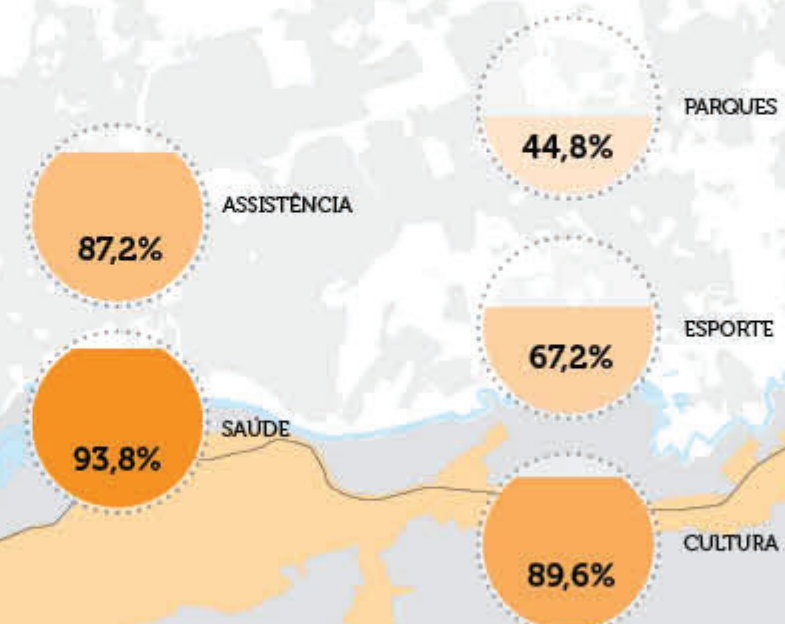 PARQUES
44,8%
ASSISTÊNCIA
87,2%
ESPORTE
67,2%
SAÚDE
93,8%
CULTURA
89,6%